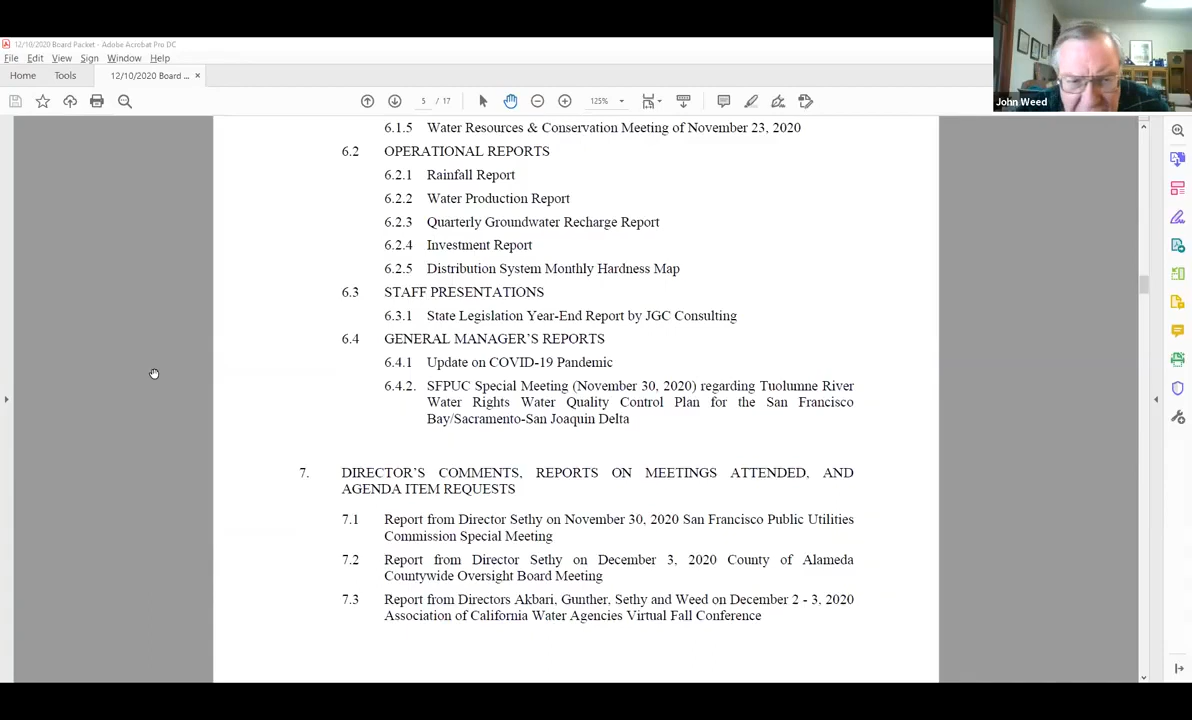 12/10/2020 Board Packet - Adobe Acrobat Pro DC
File Edit View Sign Window Help
Home Tools 12/10/2020 Board ... ×
5 / 17 125%
John Weed
6.1.5 Water Resources & Conservation Meeting of November 23, 2020
6.2 OPERATIONAL REPORTS
6.2.1 Rainfall Report
6.2.2 Water Production Report
6.2.3 Quarterly Groundwater Recharge Report
6.2.4 Investment Report
6.2.5 Distribution System Monthly Hardness Map
6.3 STAFF PRESENTATIONS
6.3.1 State Legislation Year-End Report by JGC Consulting
6.4 GENERAL MANAGER'S REPORTS
6.4.1 Update on COVID-19 Pandemic
6.4.2. SFPUC Special Meeting (November 30, 2020) regarding Tuolumne River
Water Rights Water Quality Control Plan for the San Francisco
Bay/Sacramento-San Joaquin Delta
7. DIRECTOR'S COMMENTS, REPORTS ON MEETINGS ATTENDED, AND
AGENDA ITEM REQUESTS
7.1 Report from Director Sethy on November 30, 2020 San Francisco Public Utilities
Commission Special Meeting
7.2 Report from Director Sethy on December 3, 2020 County of Alameda
Countywide Oversight Board Meeting
7.3 Report from Directors Akbari, Gunther, Sethy and Weed on December 2 - 3, 2020
Association of California Water Agencies Virtual Fall Conference